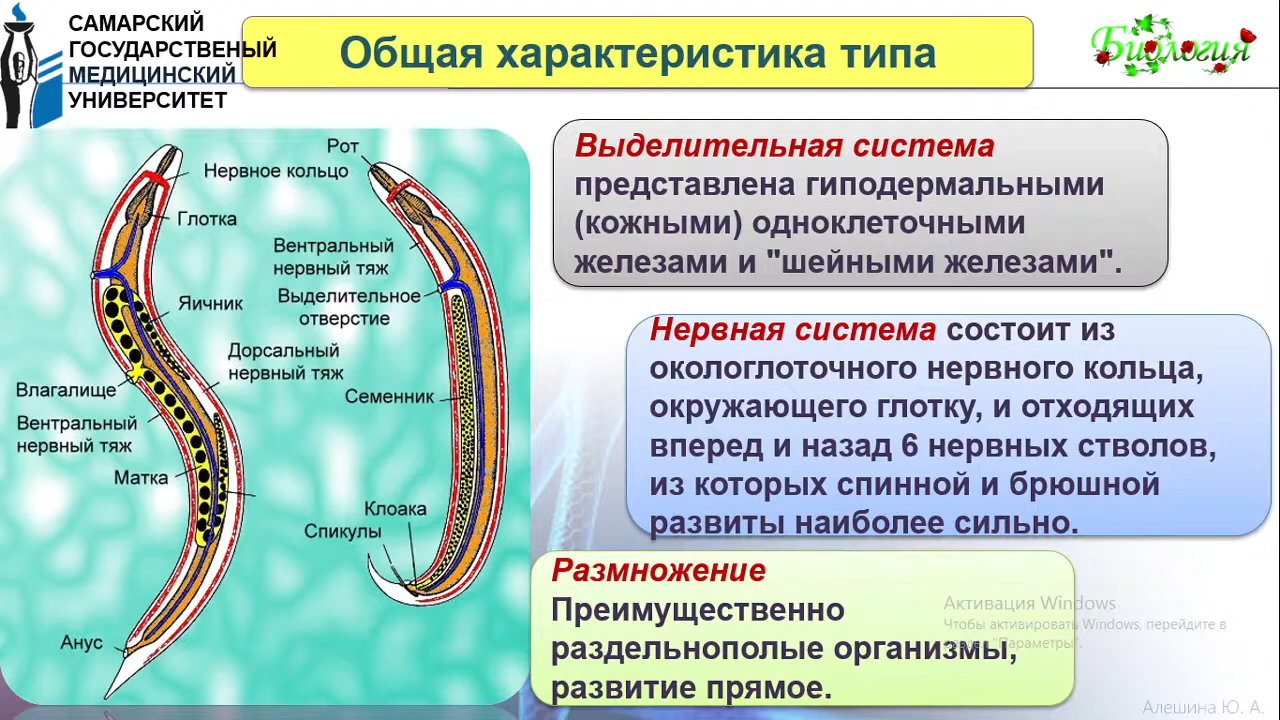 САМАРСКИЙ
ГОСУДАРСТВЕНЫЙ
МЕДИЦИНСКИЙ
УНИВЕРСИТЕТ
Общая характеристика типа
Биология
Рот
Нервное кольцо
Глотка
Вентральный
нервный тяж
Выделительное
отверстие
Яичник
Дорсальный
нервный тяж
Влагалище
Семенник
Вентральный
нервный тяж
Матка
Клоака
Спикулы
Анус
Выделительная система
представлена гиподермальными
(кожными) одноклеточными
железами и "шейными железами".
Нервная система состоит из
окологлоточного нервного кольца,
окружающего глотку, и отходящих
вперед и назад 6 нервных стволов,
из которых спинной и брюшной
развиты наиболее сильно.
Размножение
Преимущественно
раздельнополые организмы,
развитие прямое.
Активация Windows
Чтобы активировать Windows, перейдите в
раздел "Параметры".
Алешина Ю. А.